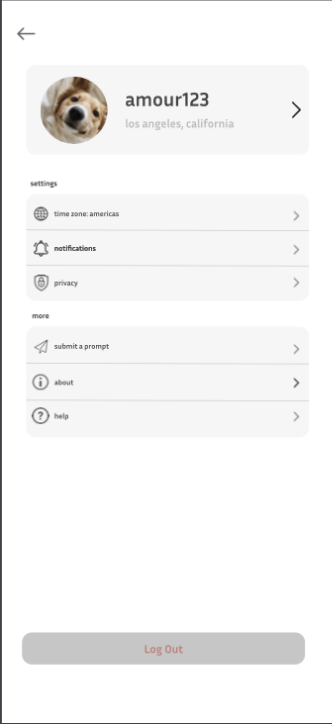 amour123
los angeles, california
settings
time zone: americas
notifications
privacy
more
submit a prompt
about
help
Log Out